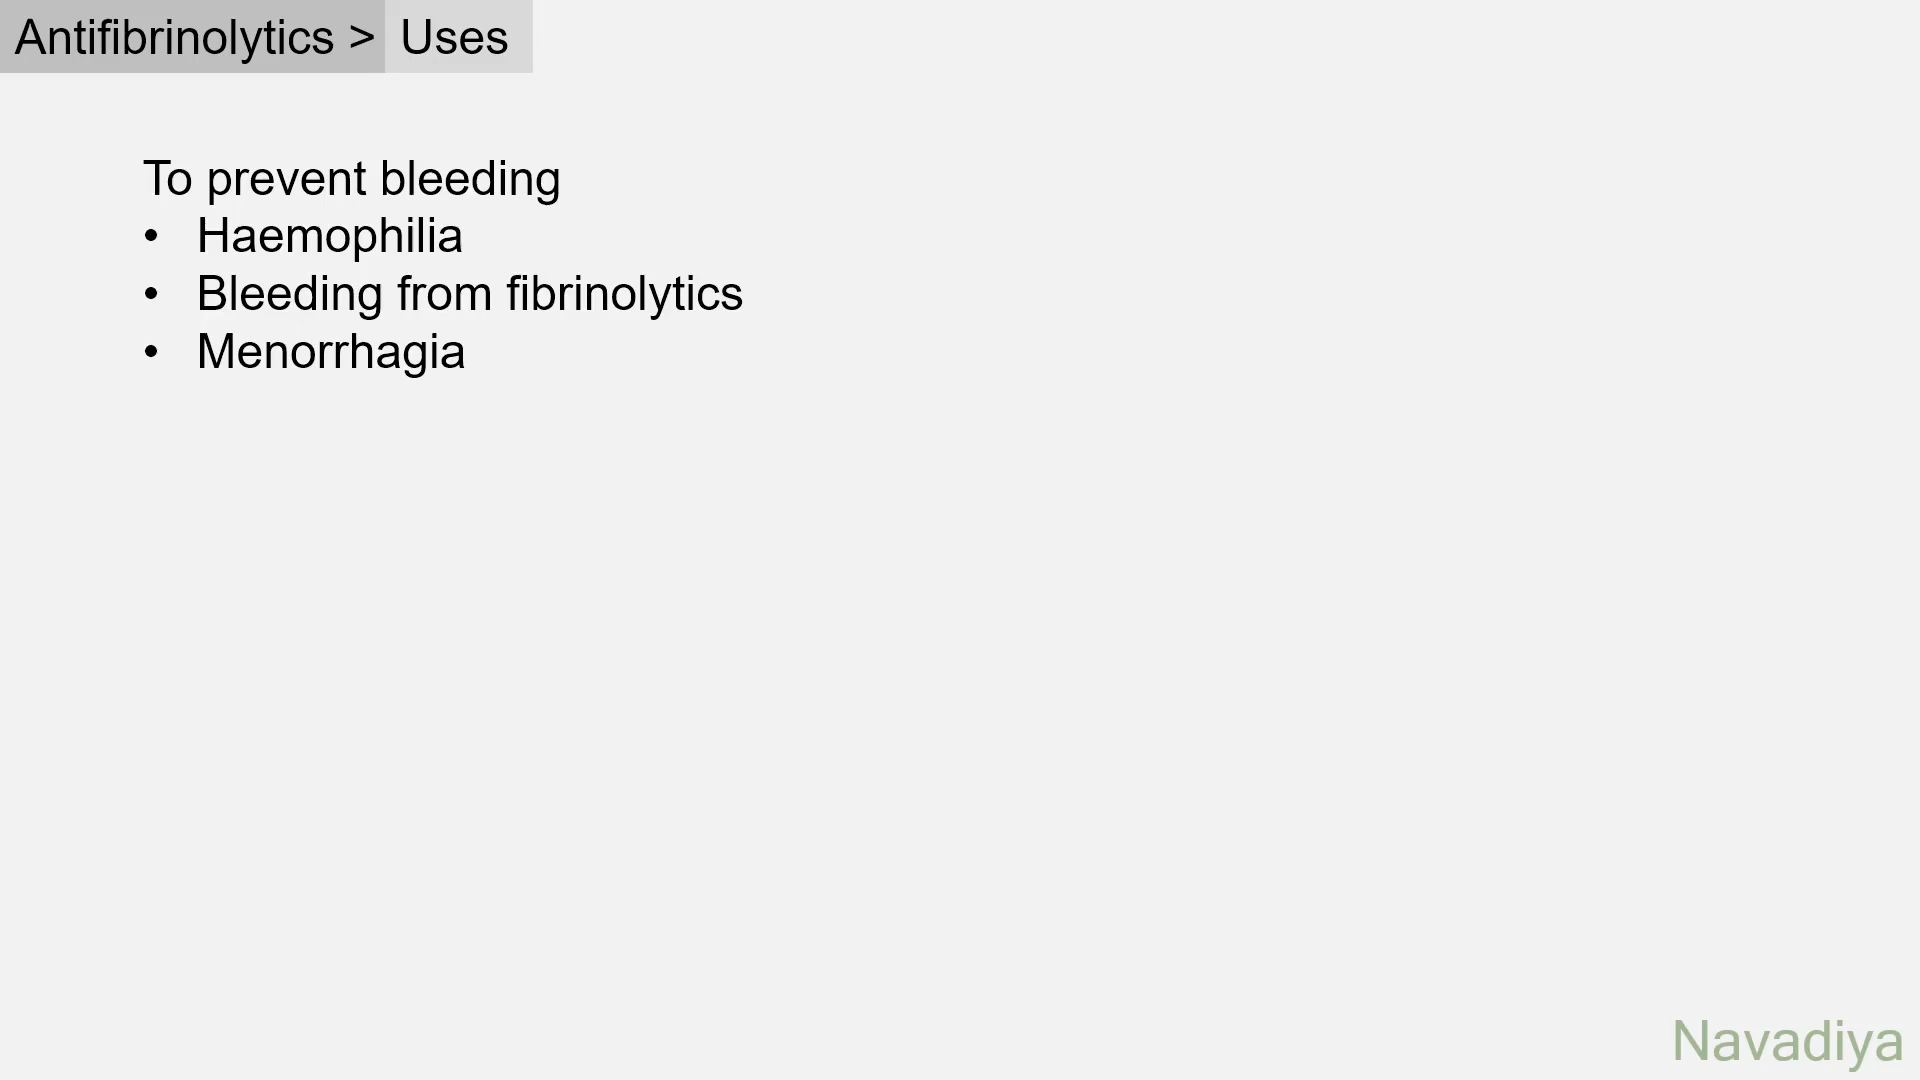 Antifibrinolytics > Uses
To prevent bleeding
• Haemophilia
• Bleeding from fibrinolytics
• Menorrhagia
Navadiya